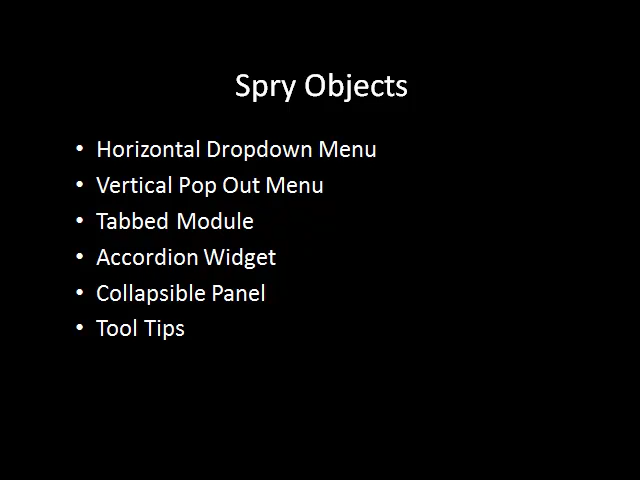 Spry Objects
• Horizontal Dropdown Menu
• Vertical Pop Out Menu
• Tabbed Module
• Accordion Widget
• Collapsible Panel
• Tool Tips